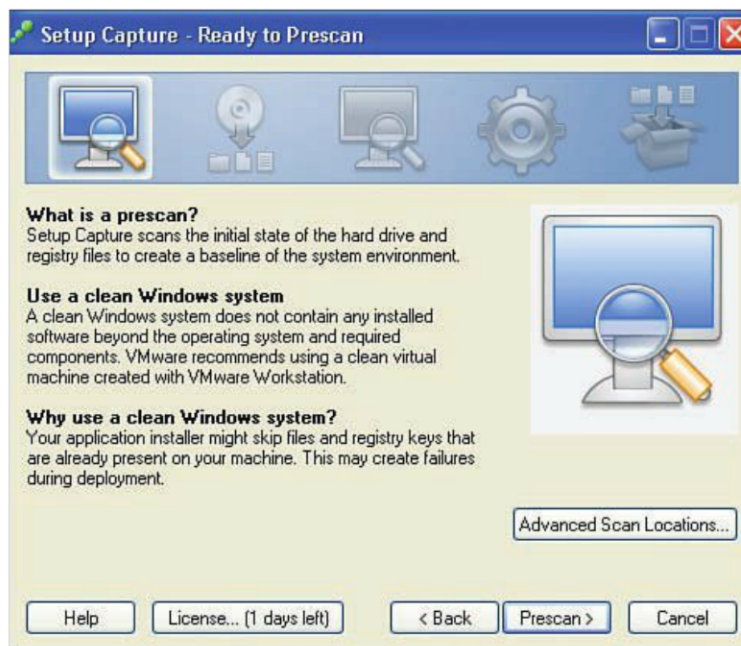 Setup Capture - Ready to Prescan
What is a prescan?
Setup Capture scans the initial state of the hard drive and
registry files to create a baseline of the system environment.
Use a clean Windows system
A clean Windows system does not contain any installed
software beyond the operating system and required
components. VMware recommends using a clean virtual
machine created with VMware Workstation.
Why use a clean Windows system?
Your application installer might skip files and registry keys that
are already present on your machine. This may create failures
during deployment.
Advanced Scan Locations...
Help License... (1 days left) < Back Prescan > Cancel